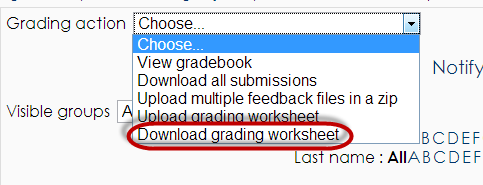 Grading action Choose...
Choose...
View gradebook
Notify
Download all submissions
Upload multiple feedback files in a zip
Visible groups A
Upload grading worksheet
Download grading worksheet
BCDEF
Last name : All ABCDEF